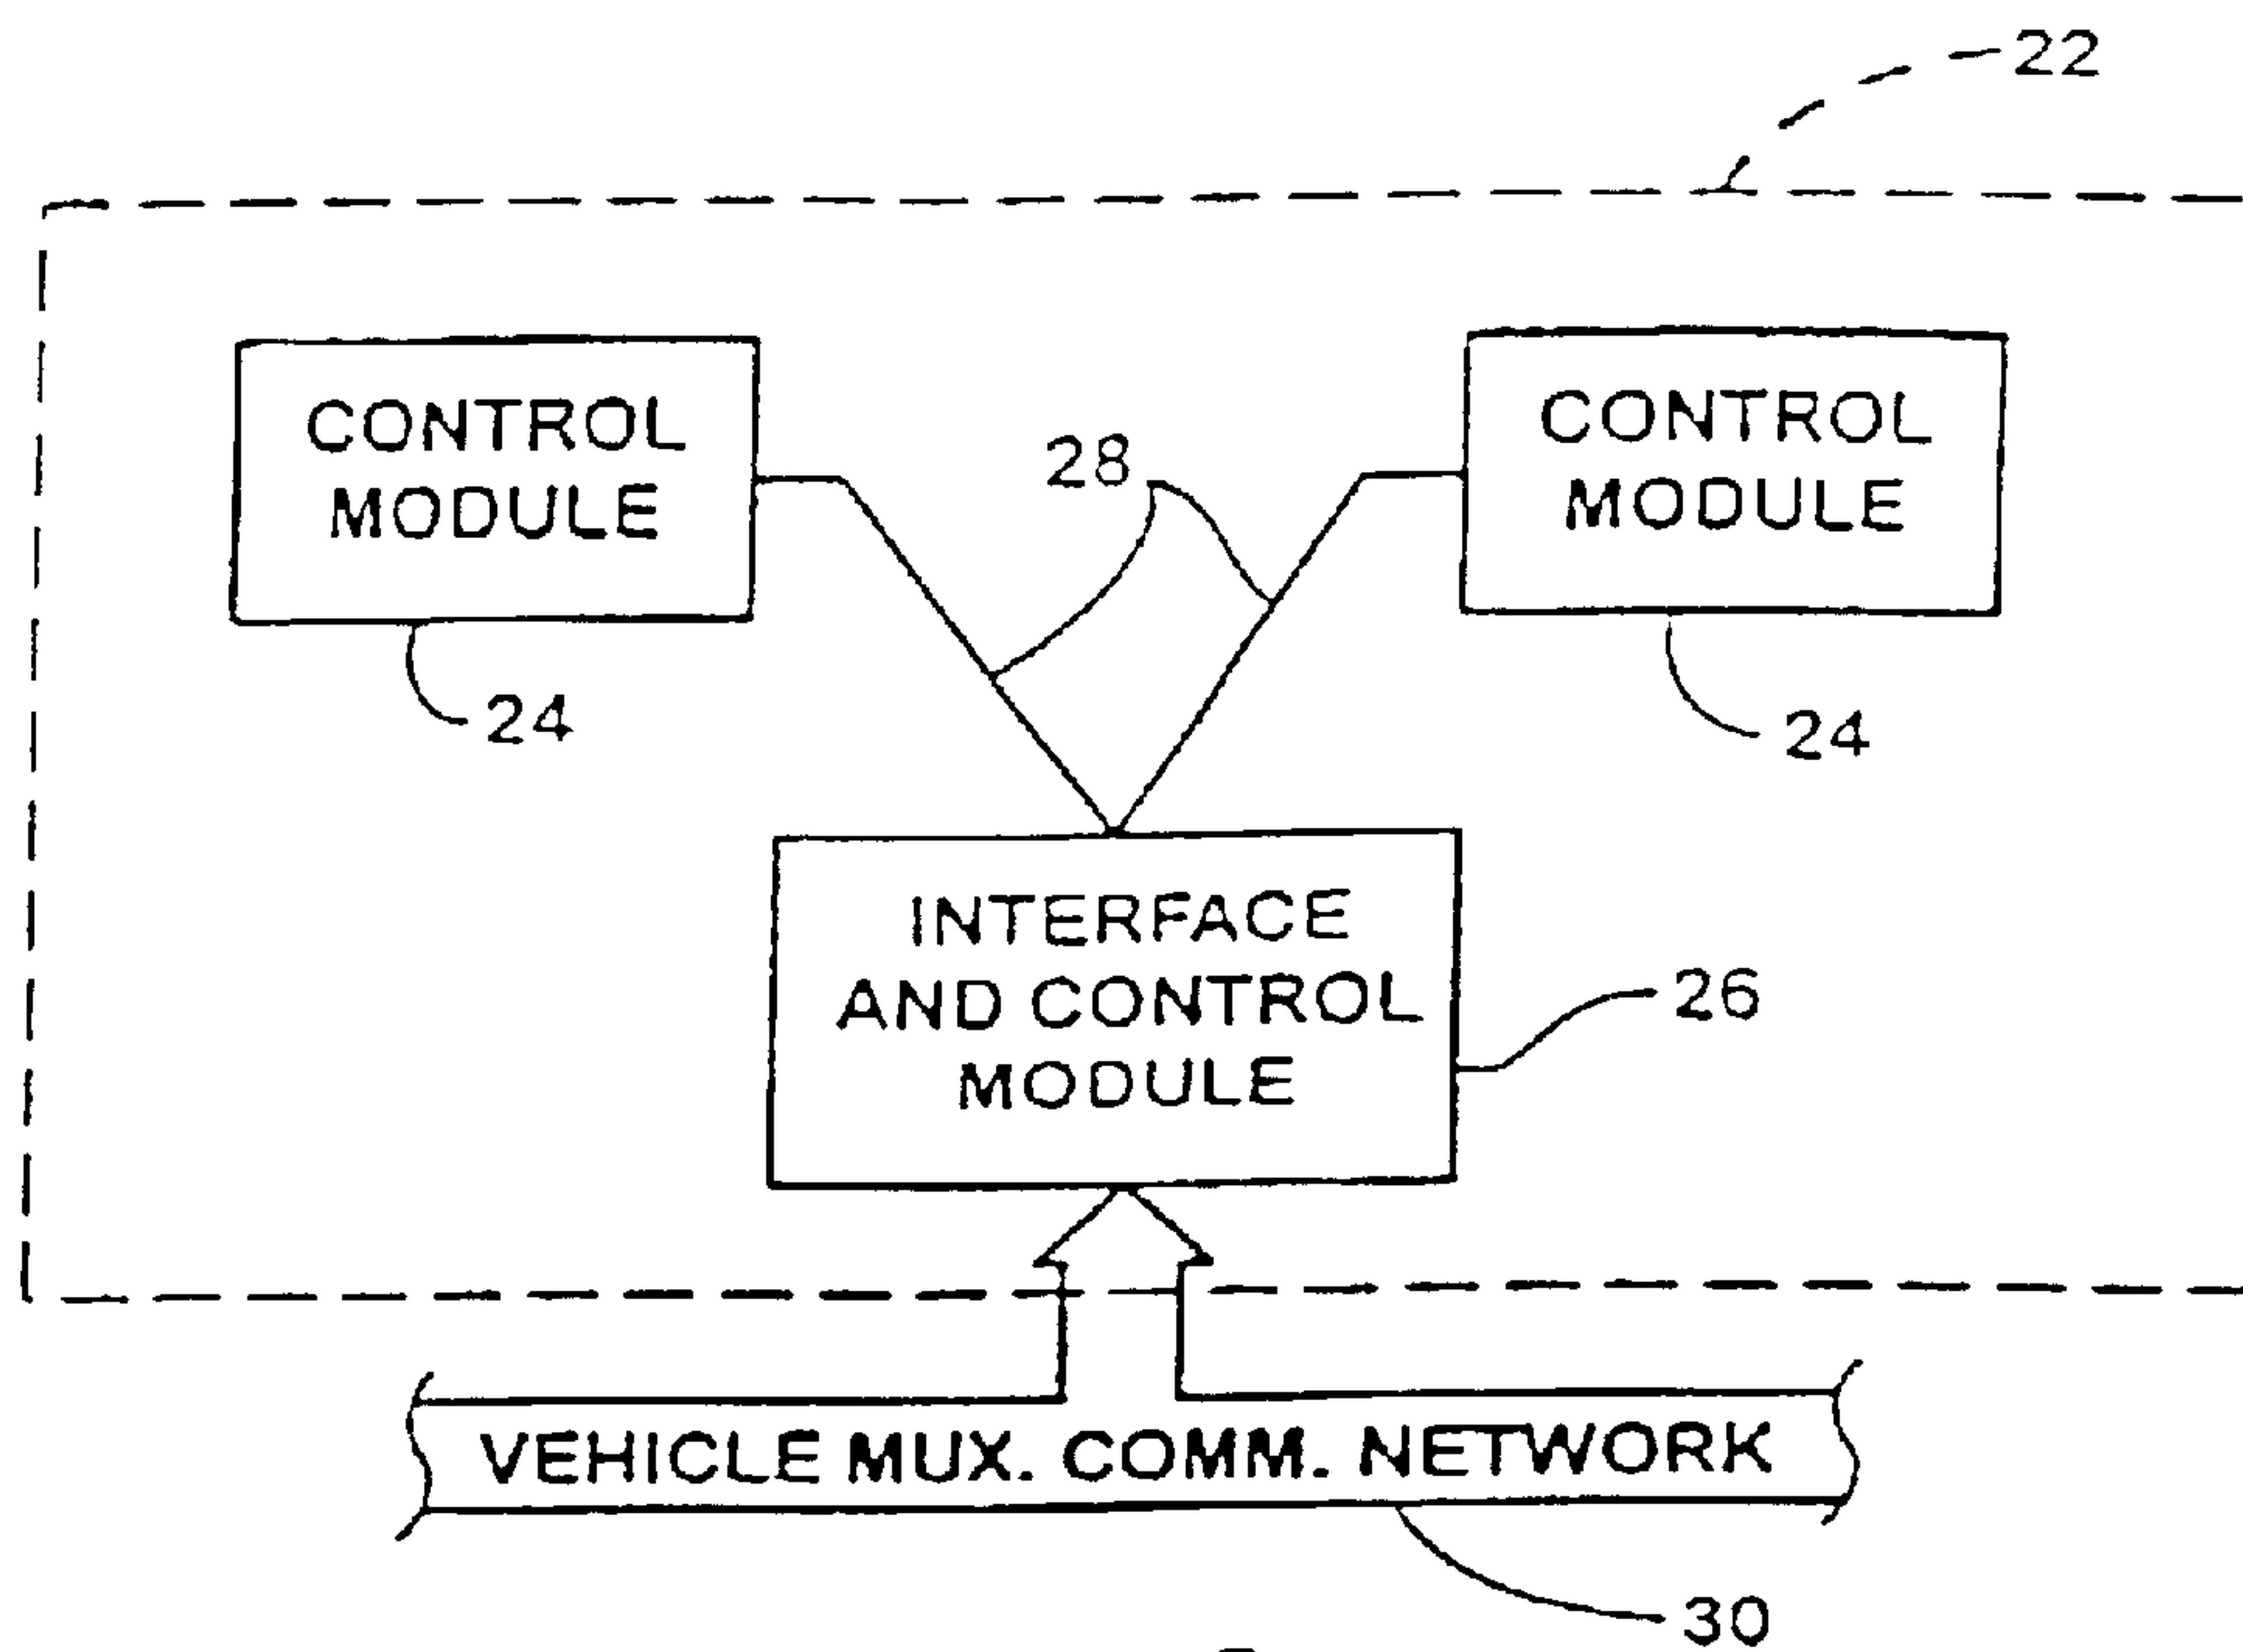 22
CONTROL
MODULE
28
CONTROL
MODULE
24
24
INTERFACE
AND CONTROL
MODULE
26
VEHICLE MUX. COMM. NETWORK
30